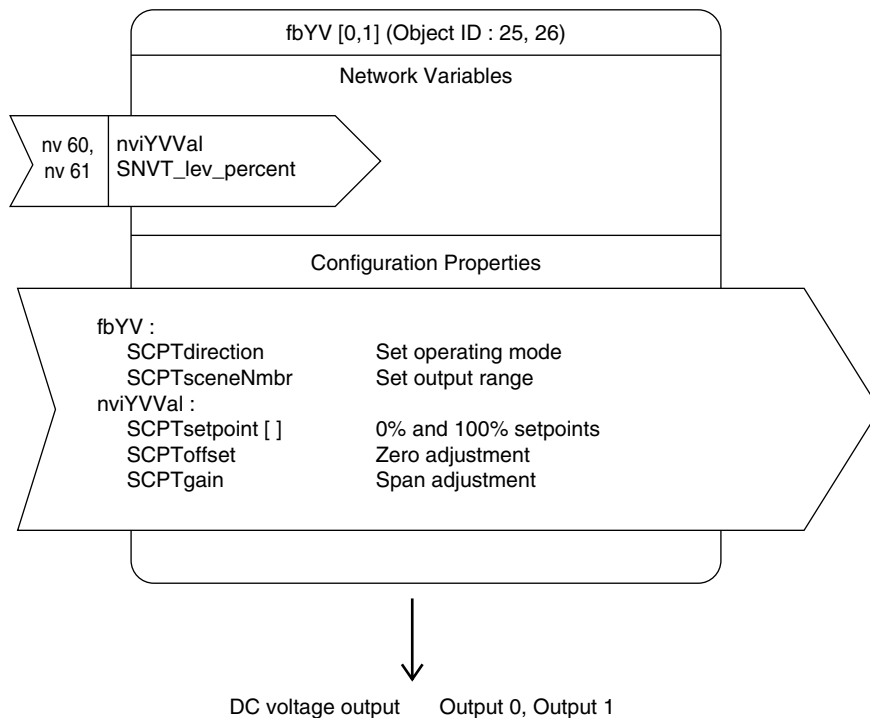 fbYV [0,1] (Object ID : 25, 26)
Network Variables
nv 60, nviYVVal
nv 61 SNVT_lev_percent
Configuration Properties
fbYV :
SCPTdirection Set operating mode
SCPTsceneNmbr Set output range
nviYVVal :
SCPTsetpoint [ ] 0% and 100% setpoints
SCPToffset Zero adjustment
SCPTgain Span adjustment
DC voltage output Output 0, Output 1